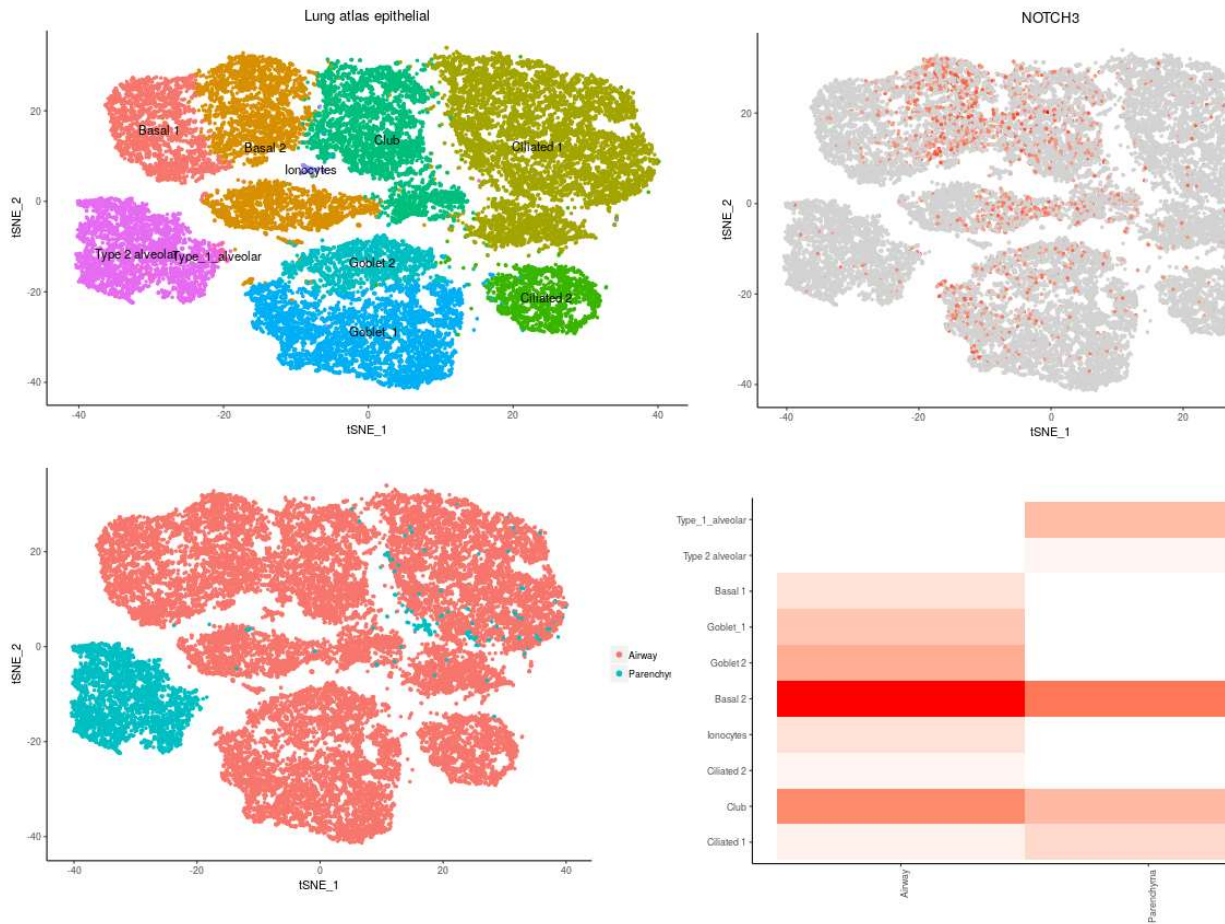 Lung atlas epithelial
20
0
-20
-40
tSNE_2
Basal 1
Basal 2
Ionocytes
Club
Ciliated 1
Type 2 alveolar
Type_1_alveolar
Goblet 2
Goblet_1
Ciliated 2
-40
-20
0
20
40
tSNE_1
NOTCH3
20
0
-20
-40
tSNE_2
-40
-20
0
20
tSNE_1
20
0
-20
-40
tSNE_2
-40
-20
0
20
40
tSNE_1
Airway
Parenchyr
Type_1_alveolar
Type 2 alveolar
Basal 1
Goblet_1
Goblet 2
Basal 2
Ionocytes
Ciliated 2
Club
Ciliated 1
Airway
Parenchyma